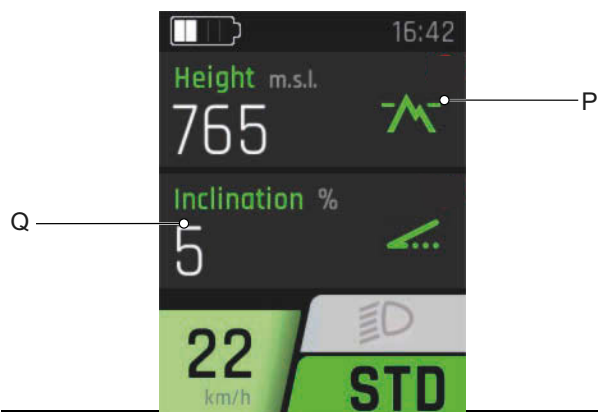 16:42
Height m.s.l.
765
P
Inclination %
Q
5
22
km/h
STD